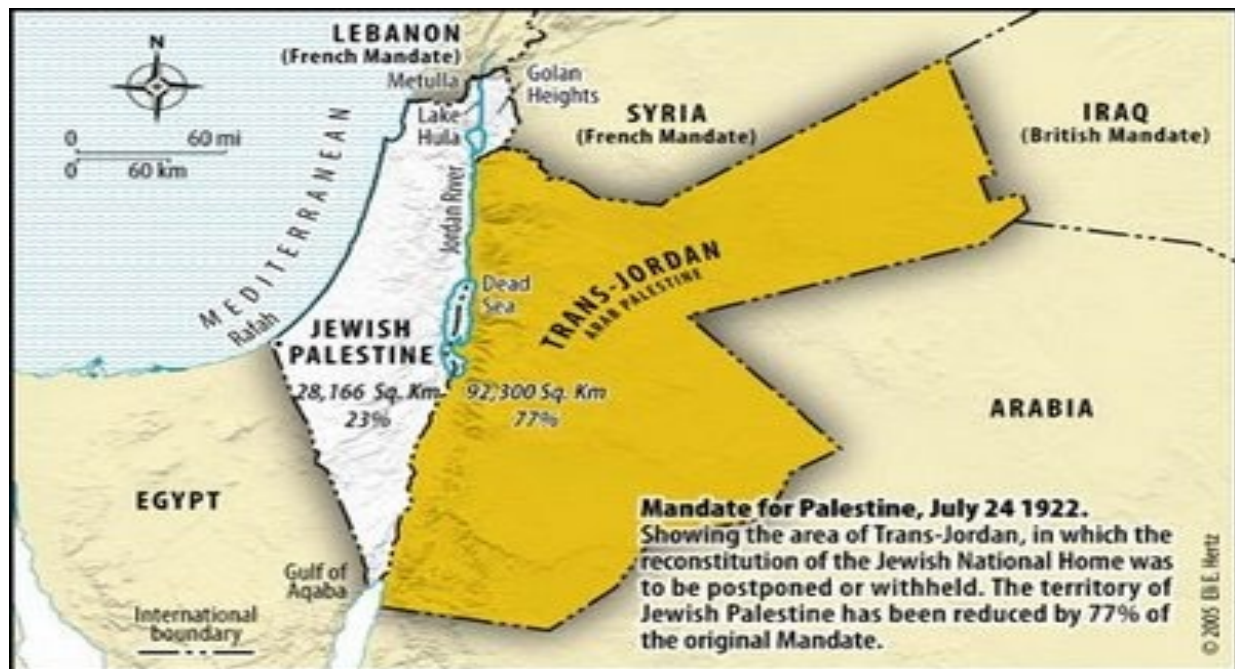 LEBANON
(French Mandate)
Metulla
Golan
Heights
Lake
Hula
SYRIA
(French Mandate)
IRAQ
(British Mandate)
N
0 60 mi
0 60 km
MEDITERRANEAN
Jordan River
Rafah
Dead
Sea
TRANS-JORDAN
ARAB PALESTINE
JEWISH
PALESTINE
28,166 Sq. Km
23%
92,300 Sq. Km
77%
ARABIA
EGYPT
Gulf of
Aqaba
International
boundary
Mandate for Palestine, July 24 1922.
Showing the area of Trans-Jordan, in which the
reconstitution of the Jewish National Home was
to be postponed or withheld. The territory of
Jewish Palestine has been reduced by 77% of
the original Mandate.
© 2005 Eli E. Hertz